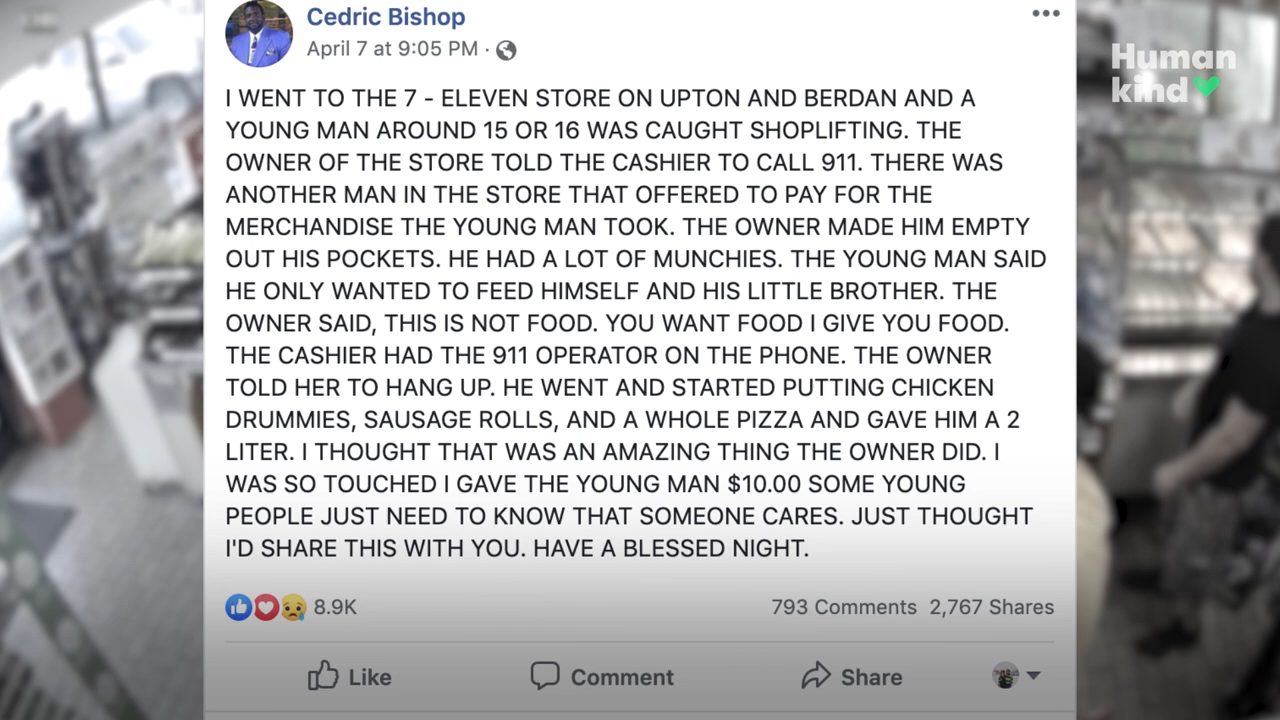 Cedric Bishop
April 7 at 9:05 PM ·
Human
kind
I WENT TO THE 7 - ELEVEN STORE ON UPTON AND BERDAN AND A
YOUNG MAN AROUND 15 OR 16 WAS CAUGHT SHOPLIFTING. THE
OWNER OF THE STORE TOLD THE CASHIER TO CALL 911. THERE WAS
ANOTHER MAN IN THE STORE THAT OFFERED TO PAY FOR THE
MERCHANDISE THE YOUNG MAN TOOK. THE OWNER MADE HIM EMPTY
OUT HIS POCKETS. HE HAD A LOT OF MUNCHIES. THE YOUNG MAN SAID
HE ONLY WANTED TO FEED HIMSELF AND HIS LITTLE BROTHER. THE
OWNER SAID, THIS IS NOT FOOD. YOU WANT FOOD I GIVE YOU FOOD.
THE CASHIER HAD THE 911 OPERATOR ON THE PHONE. THE OWNER
TOLD HER TO HANG UP. HE WENT AND STARTED PUTTING CHICKEN
DRUMMIES, SAUSAGE ROLLS, AND A WHOLE PIZZA AND GAVE HIM A 2
LITER. I THOUGHT THAT WAS AN AMAZING THING THE OWNER DID. I
WAS SO TOUCHED I GAVE THE YOUNG MAN $10.00 SOME YOUNG
PEOPLE JUST NEED TO KNOW THAT SOMEONE CARES. JUST THOUGHT
I'D SHARE THIS WITH YOU. HAVE A BLESSED NIGHT.
8.9K 793 Comments 2,767 Shares
Like Comment Share